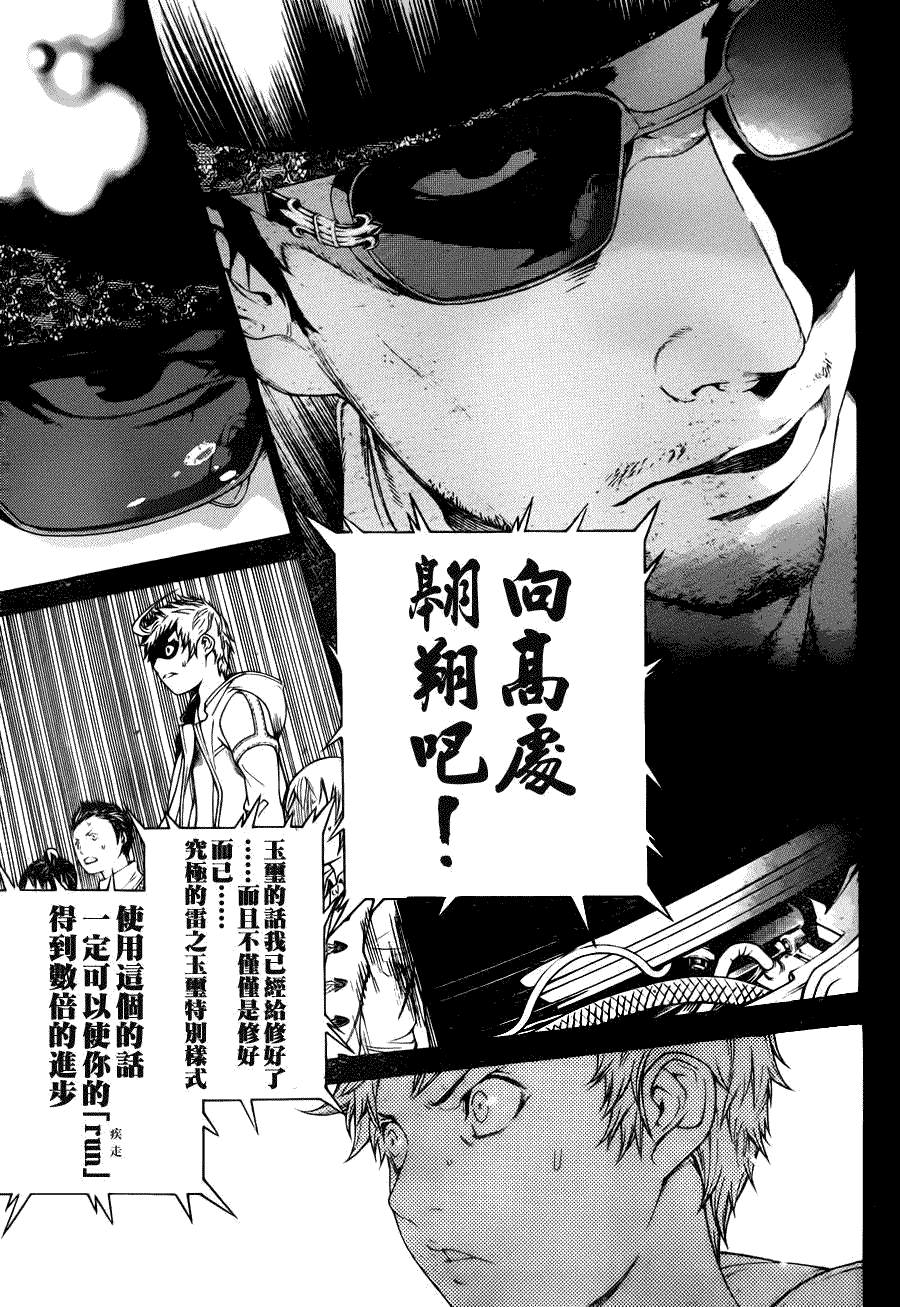 向高處
翱翔吧！
玉璽的話我已經給修好了
……而且不僅僅是修好
而已……
究極的雷之玉璽特別樣式
使用這個的話
一定可以使你的「run」
疾走
得到數倍的進步